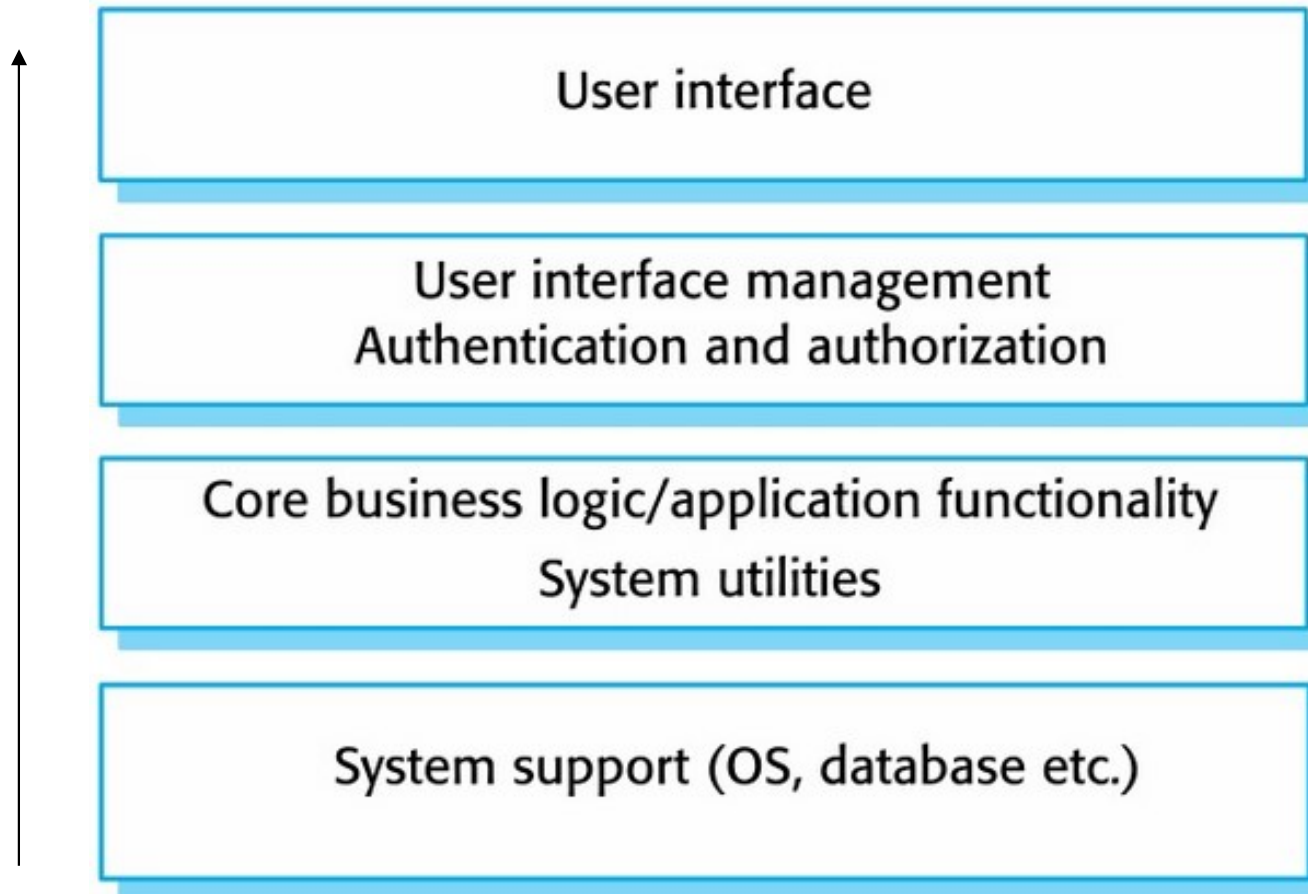 User interface
User interface management
Authentication and authorization
Core business logic/application functionality
System utilities
System support (OS, database etc.)